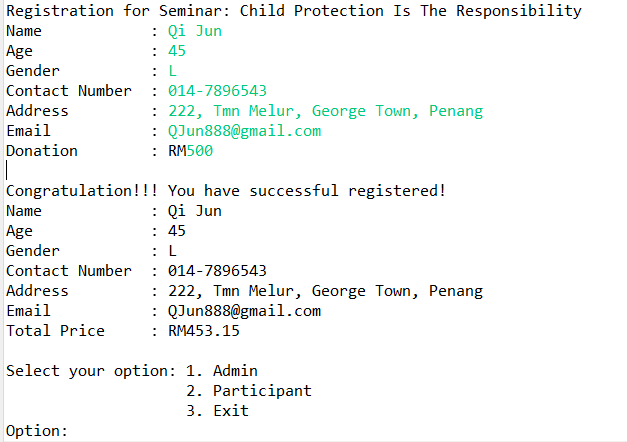 Registration for Seminar: Child Protection Is The Responsibility
Name : Qi Jun
Age : 45
Gender : L
Contact Number : 014-7896543
Address : 222, Tmn Melur, George Town, Penang
Email : QJun888@gmail.com
Donation : RM500
Congratulation!!! You have successful registered!
Name : Qi Jun
Age : 45
Gender : L
Contact Number : 014-7896543
Address : 222, Tmn Melur, George Town, Penang
Email : QJun888@gmail.com
Total Price : RM453.15
Select your option: 1. Admin
2. Participant
3. Exit
Option: